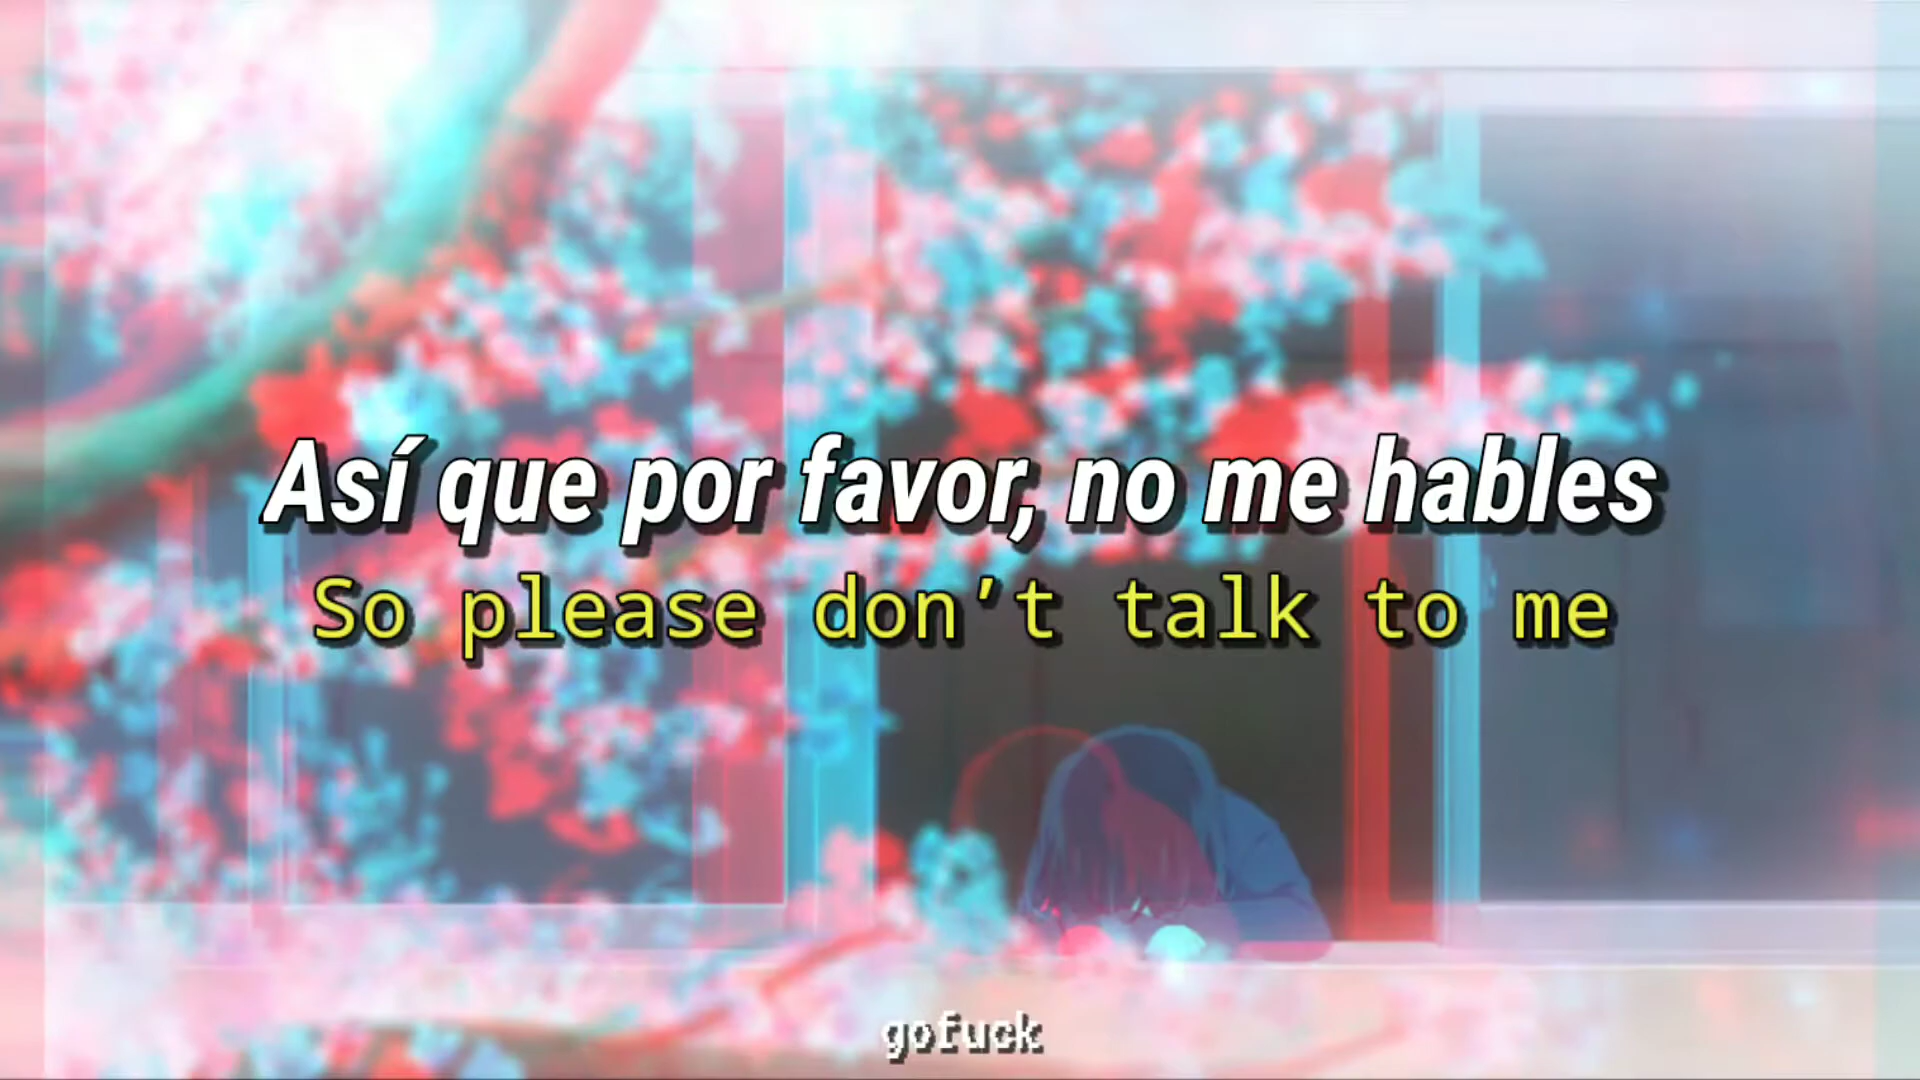 Así que por favor, no me hables
So please don’t talk to me
gofuck